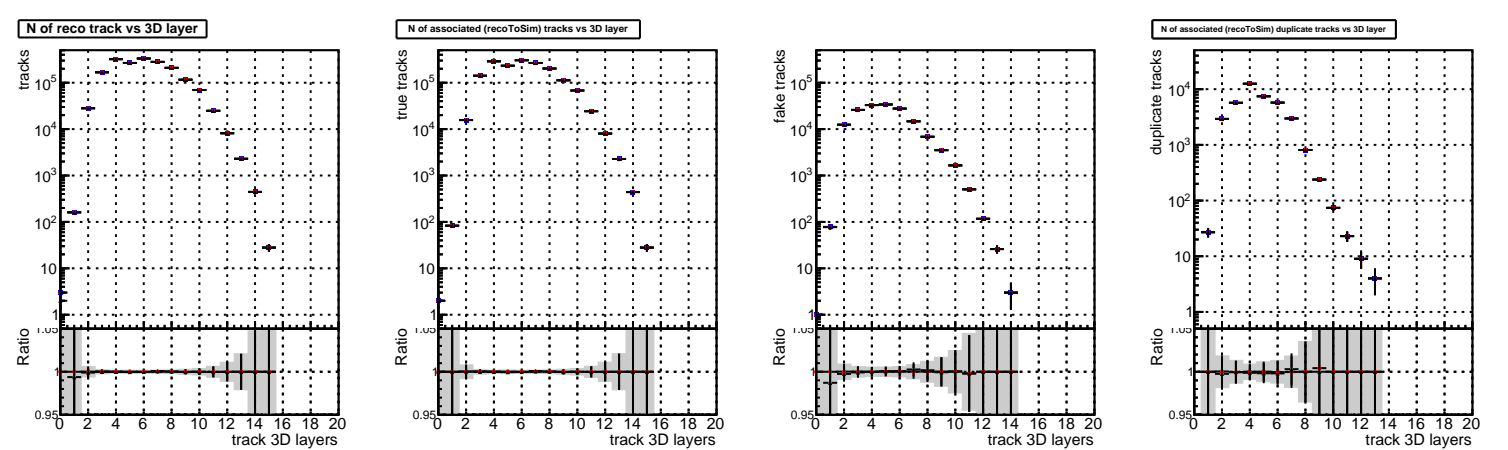 N of reco track vs 3D layer
tracks
10^5
10^4
10^3
10^2
10
1
Ratio
1.05
1
0.95
0 2 4 6 8 10 12 14 16 18 20
track 3D layers
N of associated (recoToSim) tracks vs 3D layer
true tracks
10^5
10^4
10^3
10^2
10
1
Ratio
1.05
1
0.95
0 2 4 6 8 10 12 14 16 18 20
track 3D layers
fake tracks
10^5
10^4
10^3
10^2
10
1
Ratio
1.05
1
0.95
0 2 4 6 8 10 12 14 16 18 20
track 3D layers
N of associated (recoToSim) duplicate tracks vs 3D layer
duplicate tracks
10^4
10^3
10^2
10
1
Ratio
1.05
1
0.95
0 2 4 6 8 10 12 14 16 18 20
track 3D layers